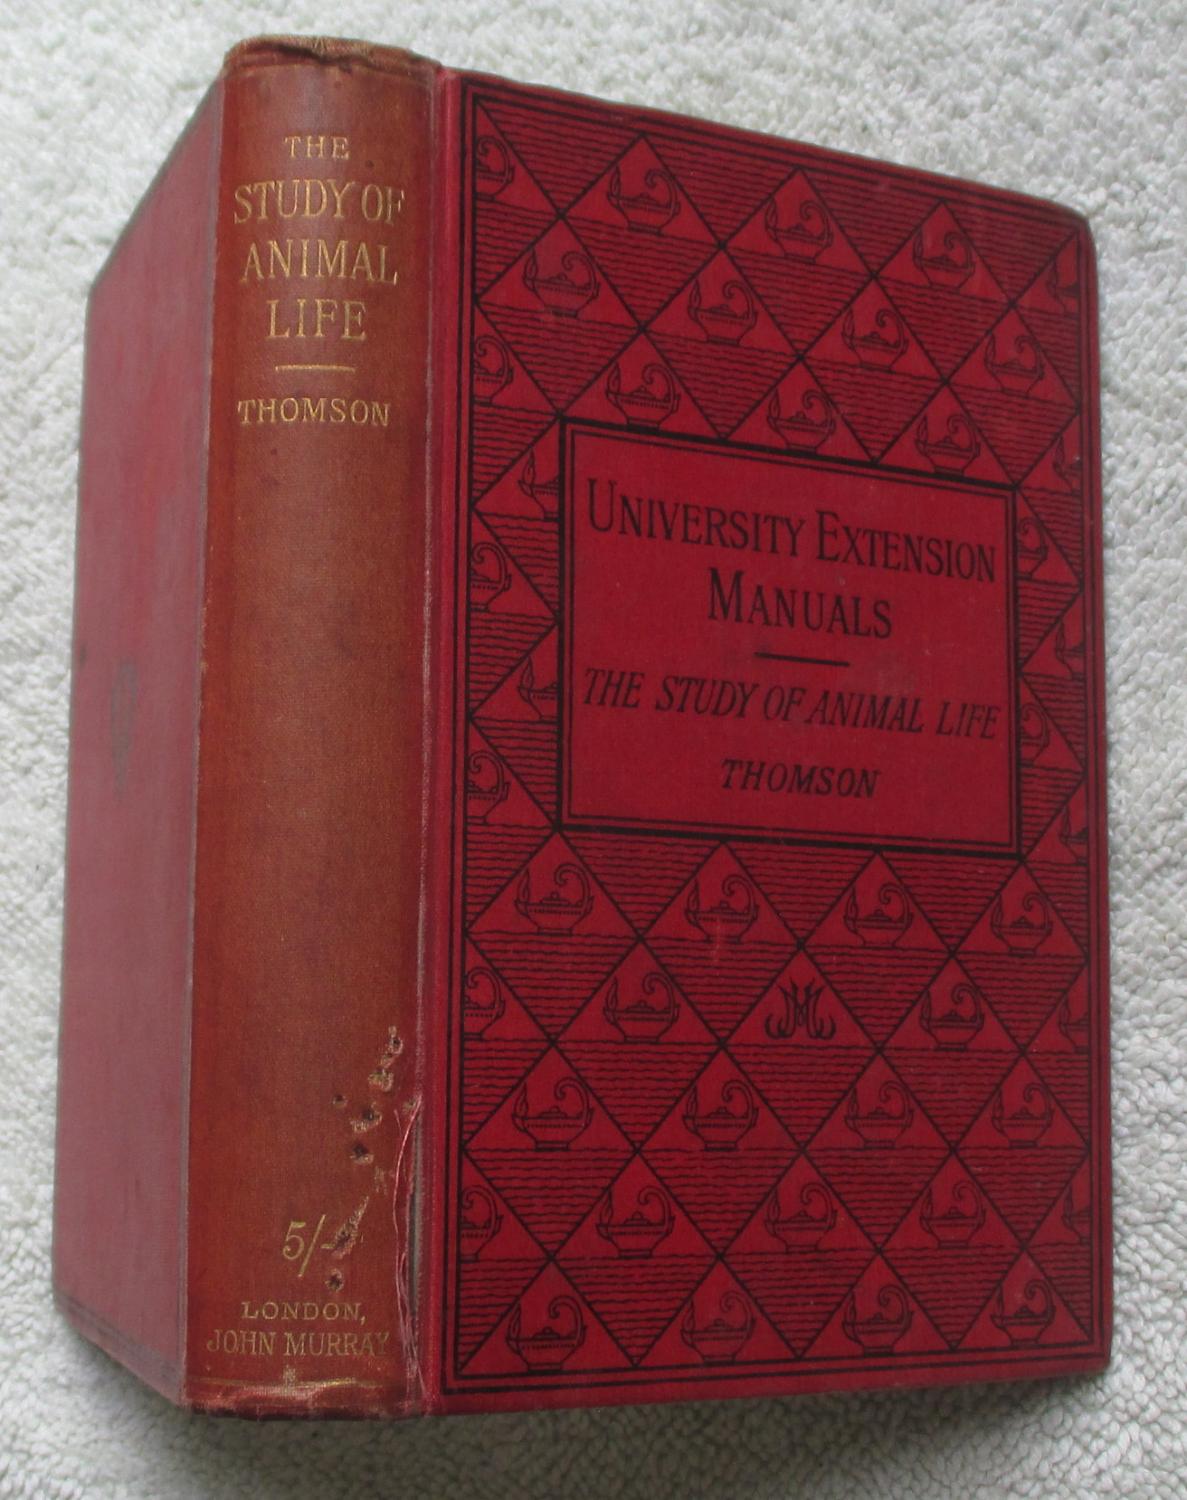 THE
STUDY OF
ANIMAL
LIFE
THOMSON
5/-
LONDON,
JOHN MURRAY
UNIVERSITY EXTENSION
MANUALS
THE STUDY OF ANIMAL LIFE
THOMSON